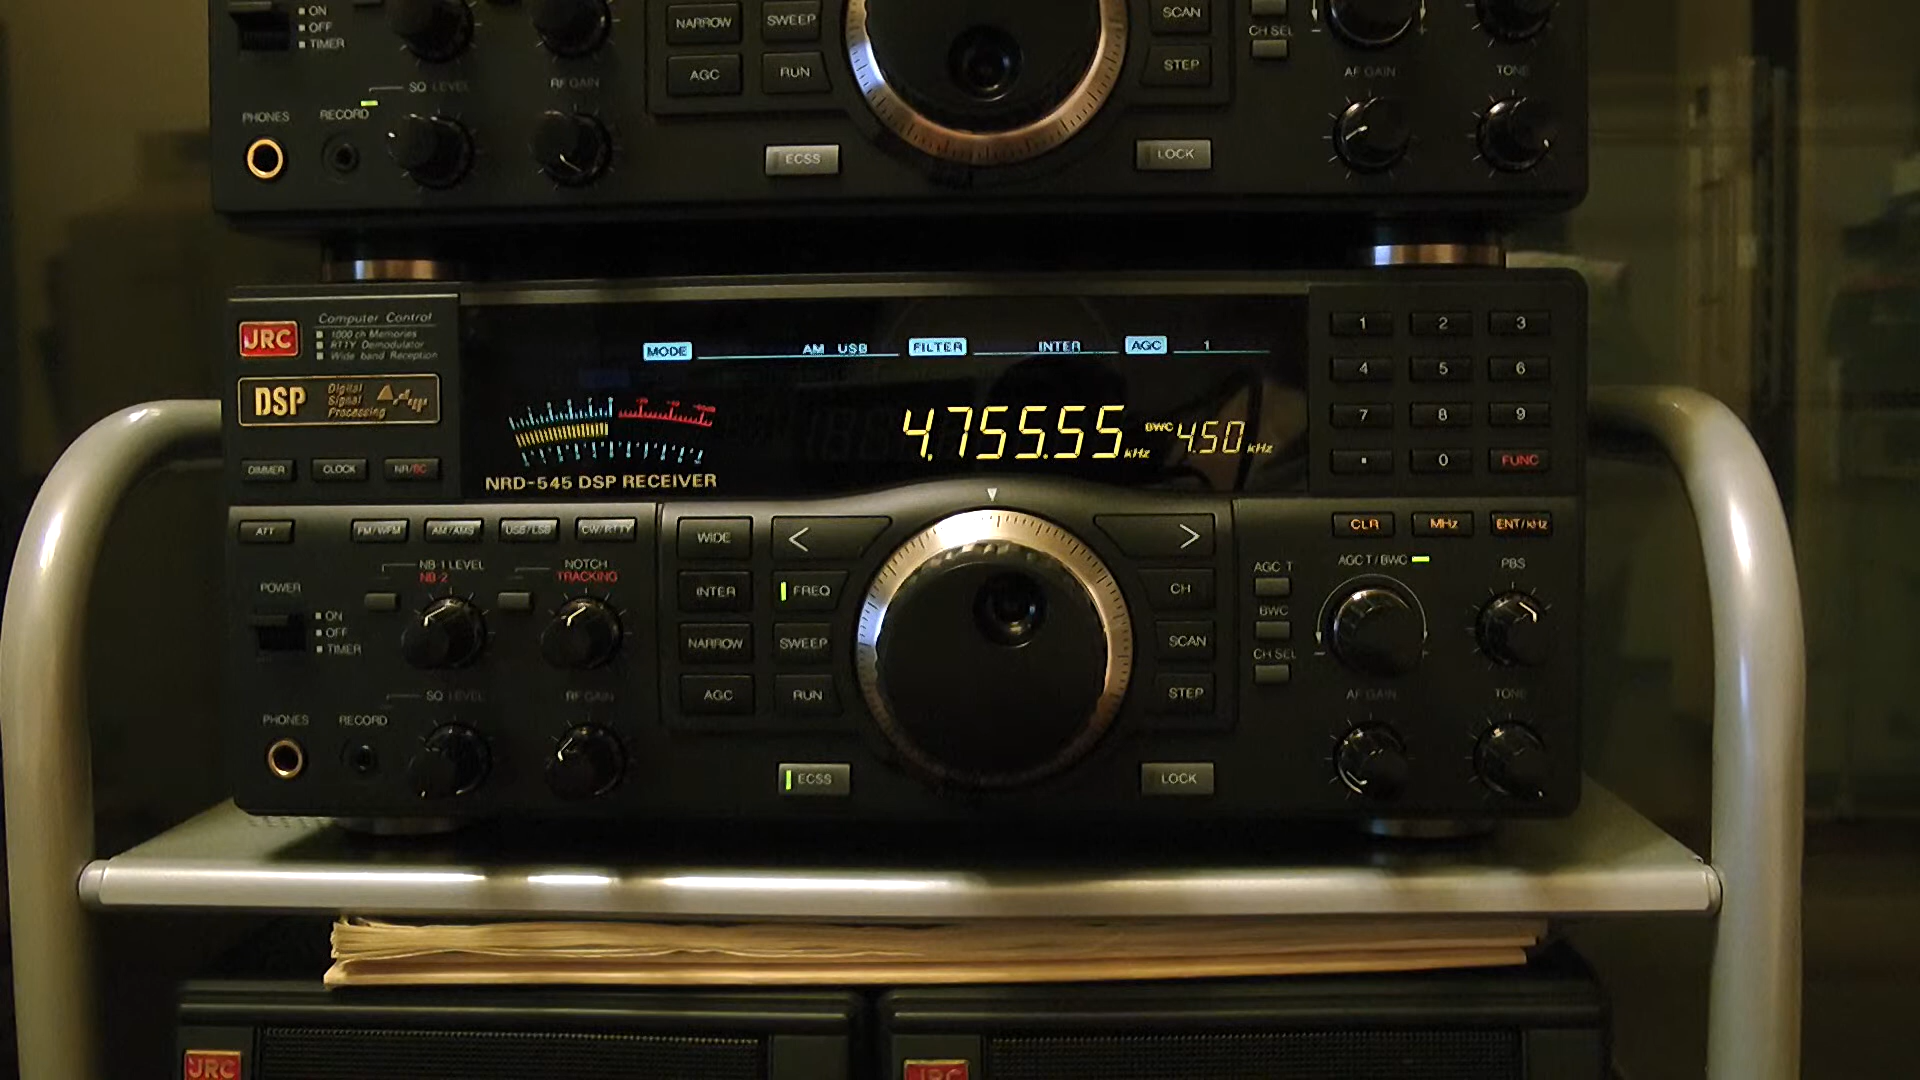 ON
OFF
TIMER
NARROW
SWEEP
SCAN
CH SEL
AGC
RUN
STEP
SQ LEVEL
RF GAIN
AF GAIN
TONE
PHONES
RECORD
ECSS
LOCK
JRC
Computer Control
1000 ch Memories
RTTY Demodulator
Wide band Reception
DSP
Digital
Signal
Processing
MODE AM USB FILTER INTER AGC 1
4,755.55 kHz BWC 4.50 kHz
NRD-545 DSP RECEIVER
DIMMER CLOCK NR/BC
1 2 3
4 5 6
7 8 9
. 0 FUNC
CLR MHz ENT/kHz
ATT FM/WFM AM/AMS USB/LSB CW/RTTY
WIDE < >
NB-1 LEVEL
NB-2
NOTCH
TRACKING
AGC T
AGC T/BWC
PBS
POWER
ON
OFF
TIMER
INTER FREQ CH
BWC
NARROW SWEEP SCAN
CH SEL
AGC RUN STEP
SQ LEVEL
RF GAIN
AF GAIN
TONE
PHONES
RECORD
ECSS
LOCK
JRC
JRC